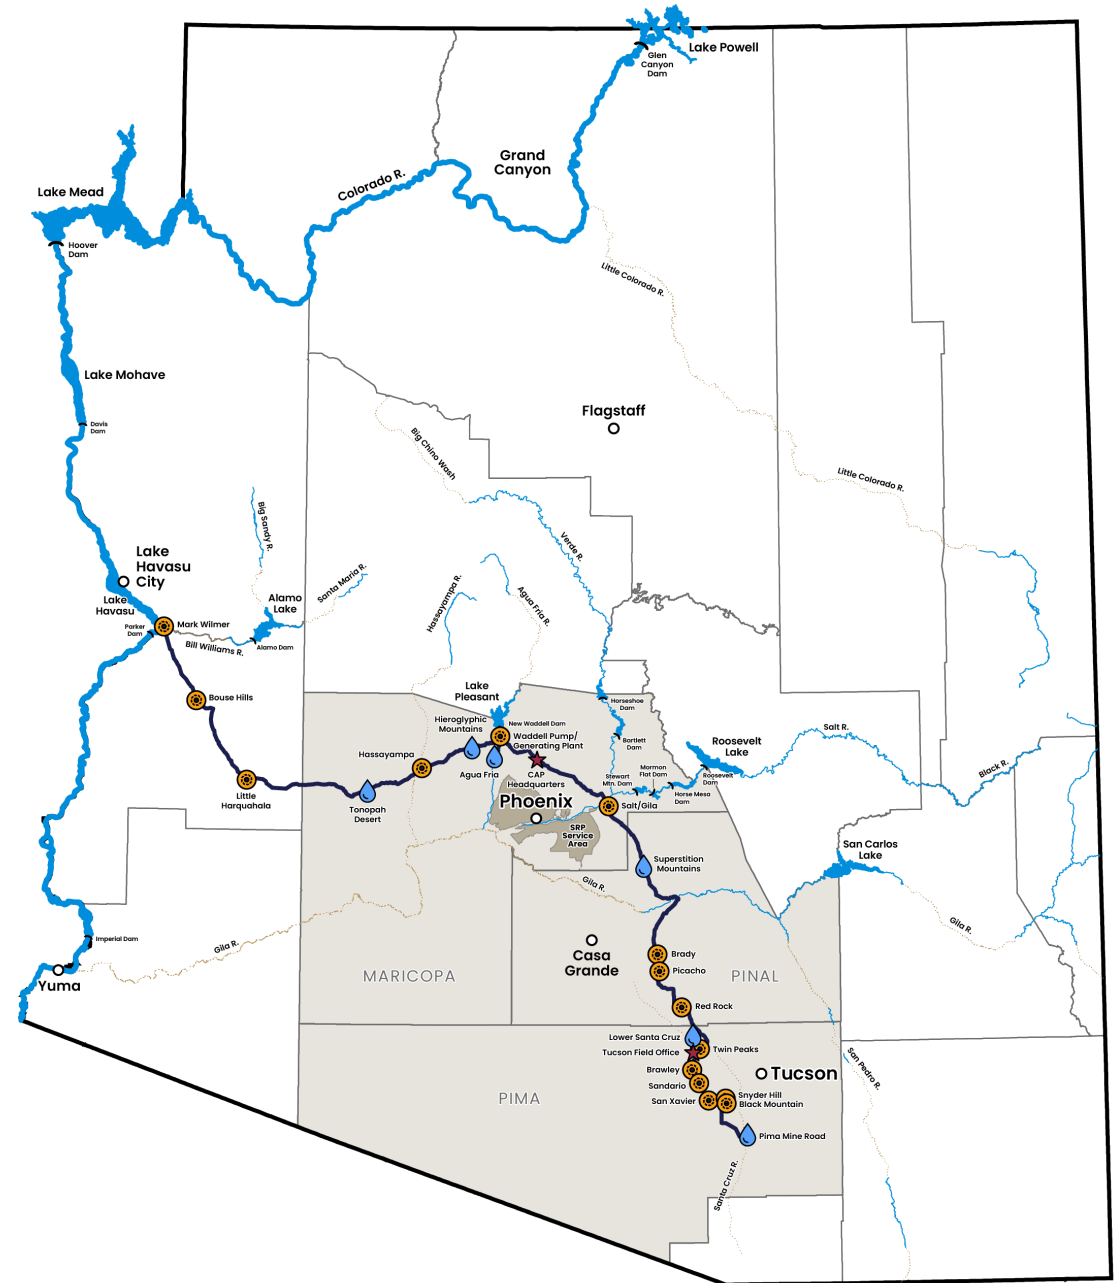 Lake Powell
Glen
Canyon
Dam
Grand
Canyon
Colorado R.
Lake Mead
Hoover
Dam
Little Colorado R.
Lake Mohave
Davis
Dam
Flagstaff
Big Chino Wash
Little Colorado R.
Big Sandy R.
Verde R.
Lake
Havasu
City
Santa Maria R.
Hassayampa R.
Agua Fria R.
Lake
Havasu
Alamo
Lake
Parker
Dam
Mark Wilmer
Bill Williams R.
Alamo Dam
Bouse Hills
Lake
Pleasant
Horseshoe
Dam
Hieroglyphic
Mountains
New Waddell Dam
Waddell Pump/
Generating Plant
Bartlett
Dam
Salt R.
Roosevelt
Lake
Hassayampa
Agua Fria
CAP
Headquarters
Stewart
Mtn. Dam
Mormon
Flat Dam
Roosevelt
Dam
Black R.
Horse Mesa
Dam
Little
Harquahala
Tonopah
Desert
Phoenix
Salt/Gila
SRP
Service
Area
Superstition
Mountains
San Carlos
Lake
Gila R.
Gila R.
Imperial Dam
Gila R.
Yuma
Casa
Grande
Brady
Picacho
MARICOPA
PINAL
Red Rock
Lower Santa Cruz
Tucson Field Office
Twin Peaks
Brawley
Tucson
San Pedro R.
Sandario
San Xavier
Snyder Hill
Black Mountain
PIMA
Pima Mine Road
Santa Cruz R.